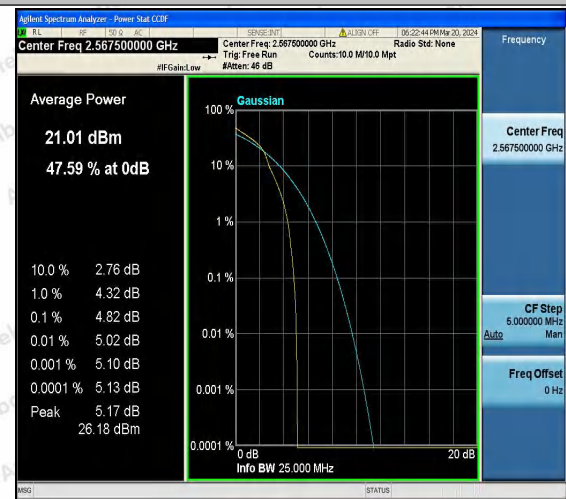 Agilent Spectrum Analyzer - Power Stat CCDF
RL RF 50 Ω AC SENSE:INT ALIGN OFF 06:22:44 PM Mar 20, 2024
Center Freq 2.567500000 GHz
Center Freq: 2.567500000 GHz Radio Std: None
Trig: Free Run Counts:10.0 M/10.0 Mpt
#IFGain:Low #Atten: 46 dB
Frequency
Average Power
21.01 dBm
47.59 % at 0dB
10.0 % 2.76 dB
1.0 % 4.32 dB
0.1 % 4.82 dB
0.01 % 5.02 dB
0.001 % 5.10 dB
0.0001 % 5.13 dB
Peak 5.17 dB
26.18 dBm
Gaussian
100 %
10 %
1 %
0.1 %
0.01 %
0.001 %
0.0001 %
0 dB 20 dB
Info BW 25.000 MHz
Center Freq
2.567500000 GHz
CF Step
5.000000 MHz
Auto Man
Freq Offset
0 Hz
MSG STATUS